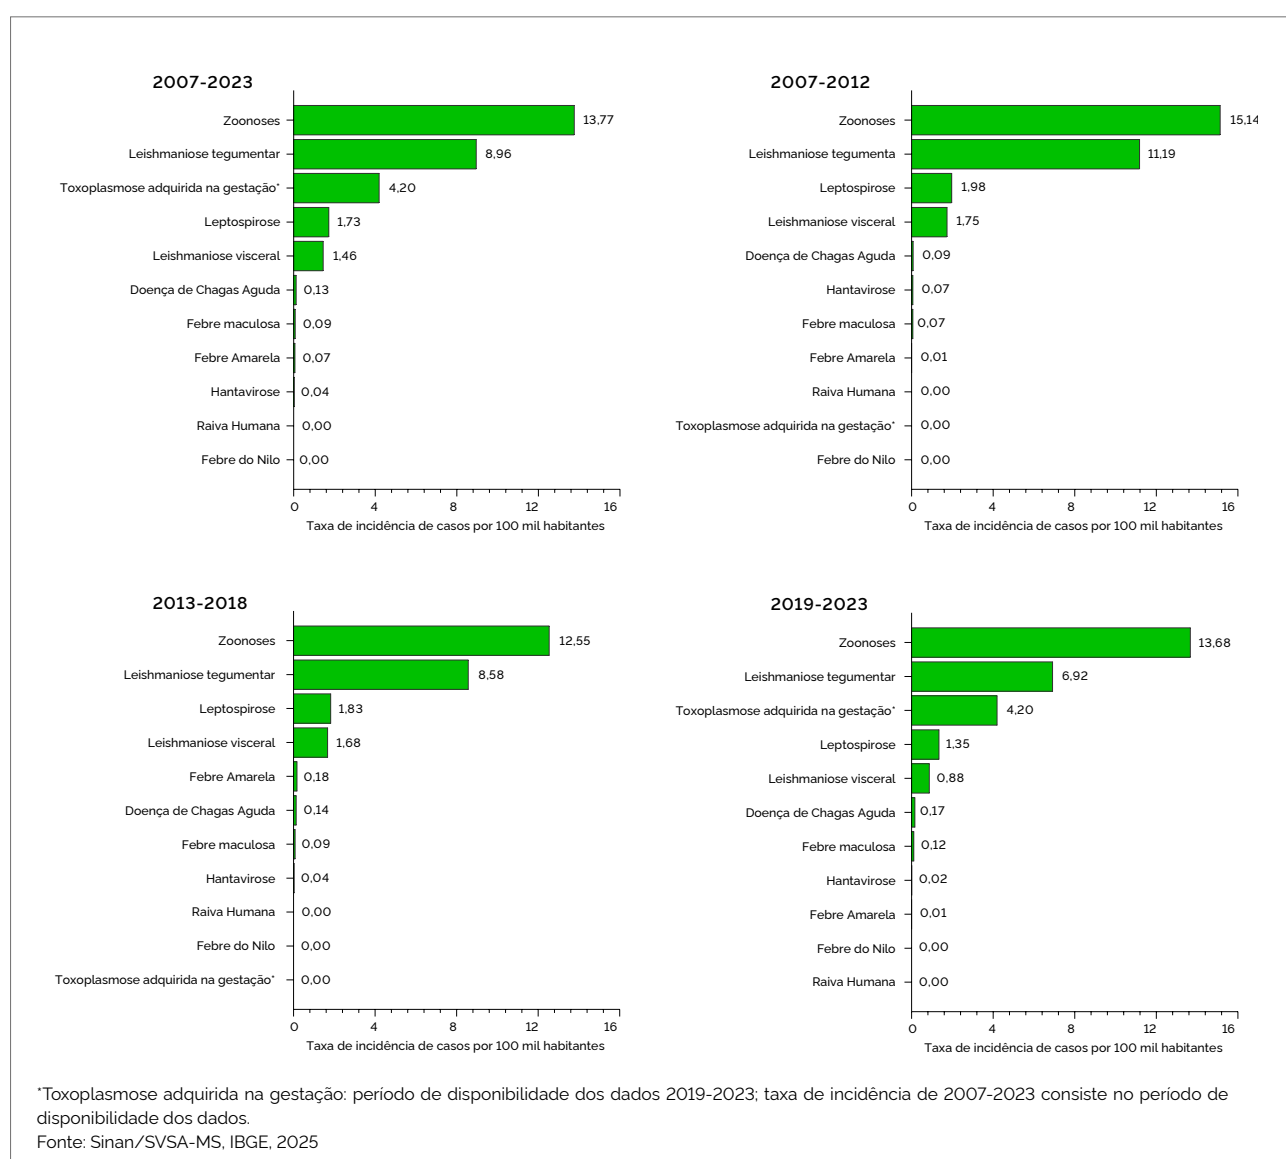 2007-2023
Zoonoses 13,77
Leishmaniose tegumentar 8,96
Toxoplasmose adquirida na gestação* 4,20
Leptospirose 1,73
Leishmaniose visceral 1,46
Doença de Chagas Aguda 0,13
Febre maculosa 0,09
Febre Amarela 0,07
Hantavirose 0,04
Raiva Humana 0,00
Febre do Nilo 0,00
0 4 8 12 16
Taxa de incidência de casos por 100 mil habitantes
2007-2012
Zoonoses 15,14
Leishmaniose tegumenta 11,19
Leptospirose 1,98
Leishmaniose visceral 1,75
Doença de Chagas Aguda 0,09
Hantavirose 0,07
Febre maculosa 0,07
Febre Amarela 0,01
Raiva Humana 0,00
Toxoplasmose adquirida na gestação* 0,00
Febre do Nilo 0,00
0 4 8 12 16
Taxa de incidência de casos por 100 mil habitantes
2013-2018
Zoonoses 12,55
Leishmaniose tegumentar 8,58
Leptospirose 1,83
Leishmaniose visceral 1,68
Febre Amarela 0,18
Doença de Chagas Aguda 0,14
Febre maculosa 0,09
Hantavirose 0,04
Raiva Humana 0,00
Febre do Nilo 0,00
Toxoplasmose adquirida na gestação* 0,00
0 4 8 12 16
Taxa de incidência de casos por 100 mil habitantes
2019-2023
Zoonoses 13,68
Leishmaniose tegumentar 6,92
Toxoplasmose adquirida na gestação* 4,20
Leptospirose 1,35
Leishmaniose visceral 0,88
Doença de Chagas Aguda 0,17
Febre maculosa 0,12
Hantavirose 0,02
Febre Amarela 0,01
Febre do Nilo 0,00
Raiva Humana 0,00
0 4 8 12 16
Taxa de incidência de casos por 100 mil habitantes
*Toxoplasmose adquirida na gestação: período de disponibilidade dos dados 2019-2023; taxa de incidência de 2007-2023 consiste no período de
disponibilidade dos dados.
Fonte: Sinan/SVSA-MS, IBGE, 2025